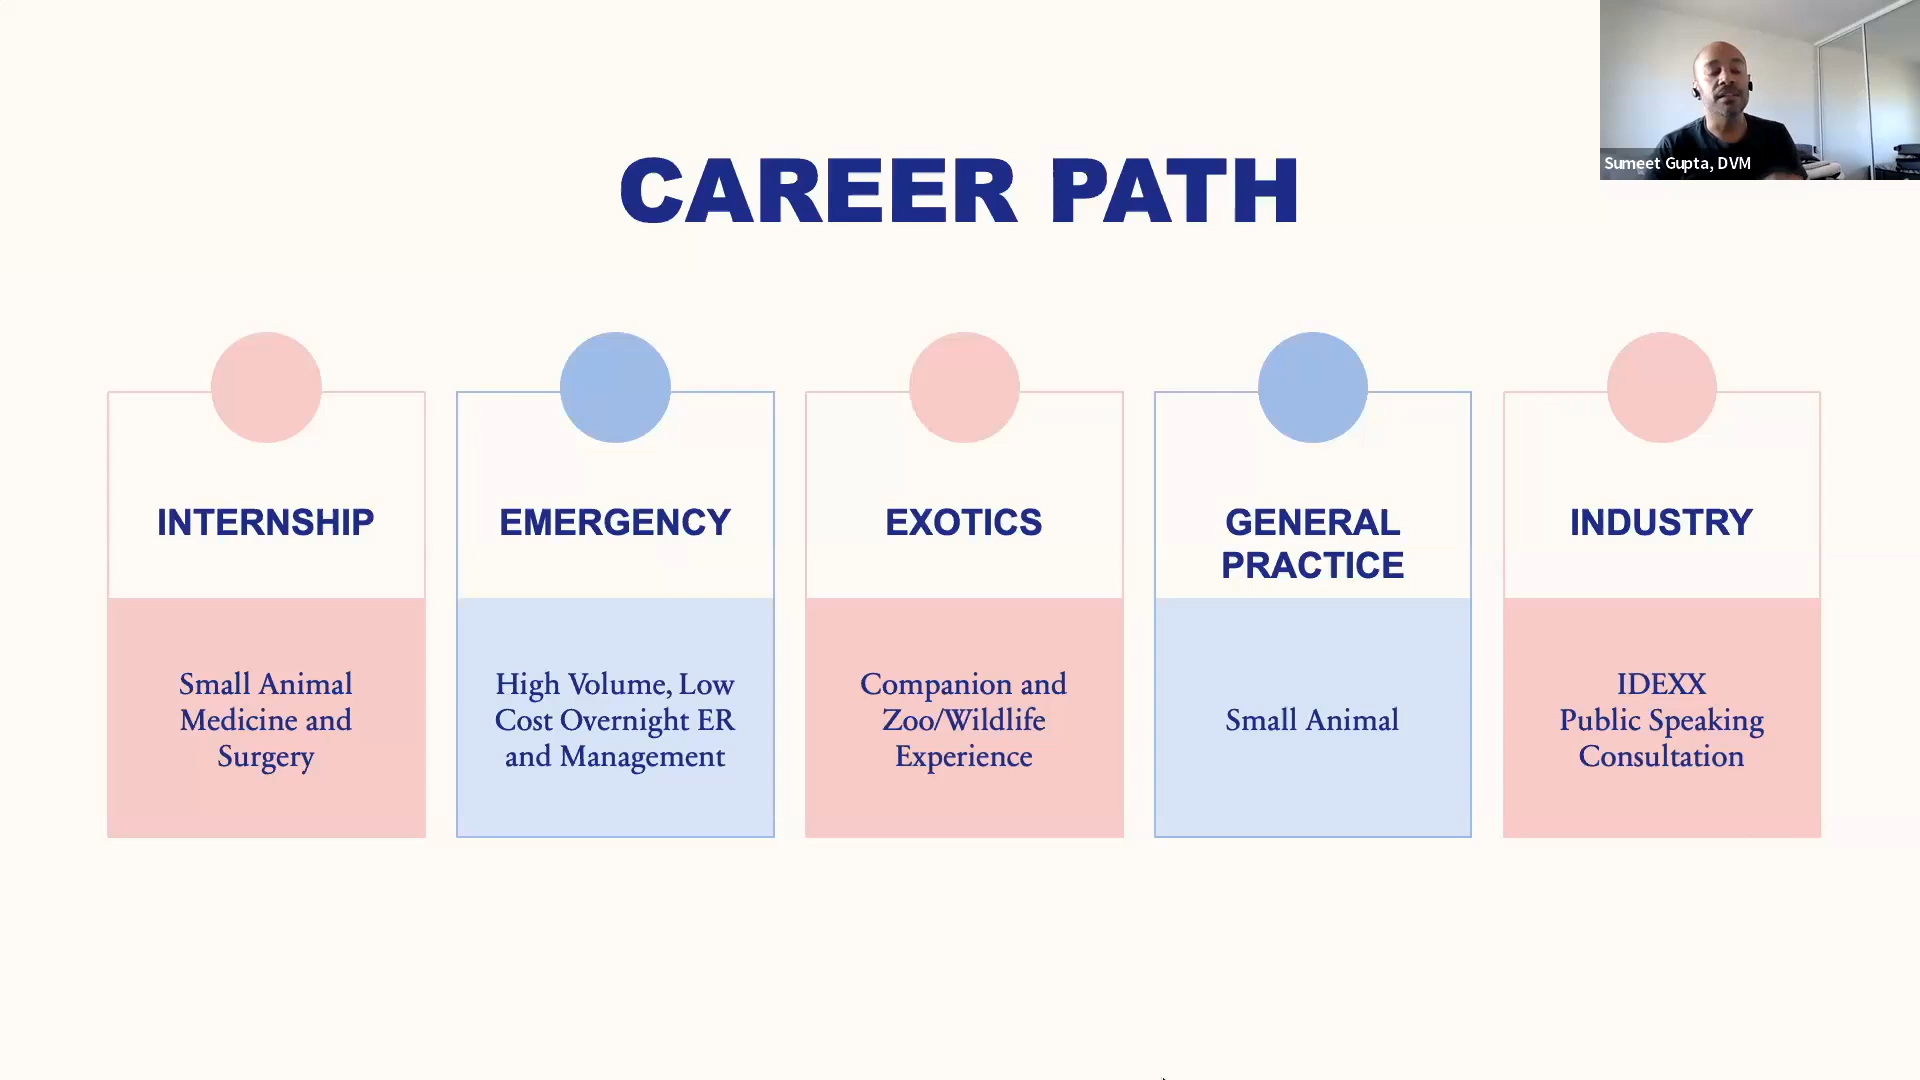 Sumeet Gupta, DVM
CAREER PATH
INTERNSHIP
Small Animal
Medicine and
Surgery
EMERGENCY
High Volume, Low
Cost Overnight ER
and Management
EXOTICS
Companion and
Zoo/Wildlife
Experience
GENERAL
PRACTICE
Small Animal
INDUSTRY
IDEXX
Public Speaking
Consultation